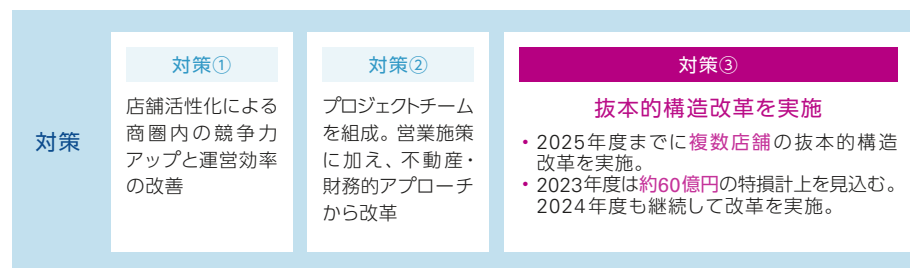 対策
対策①
店舗活性化による
商圏内の競争力
アップと運営効率
の改善
対策②
プロジェクトチーム
を組成。営業施策
に加え、不動産・
財務的アプローチ
から改革
対策③
抜本的構造改革を実施
・2025年度までに複数店舗の抜本的構造
改革を実施。
・2023年度は約60億円の特損計上を見込む。
2024年度も継続して改革を実施。